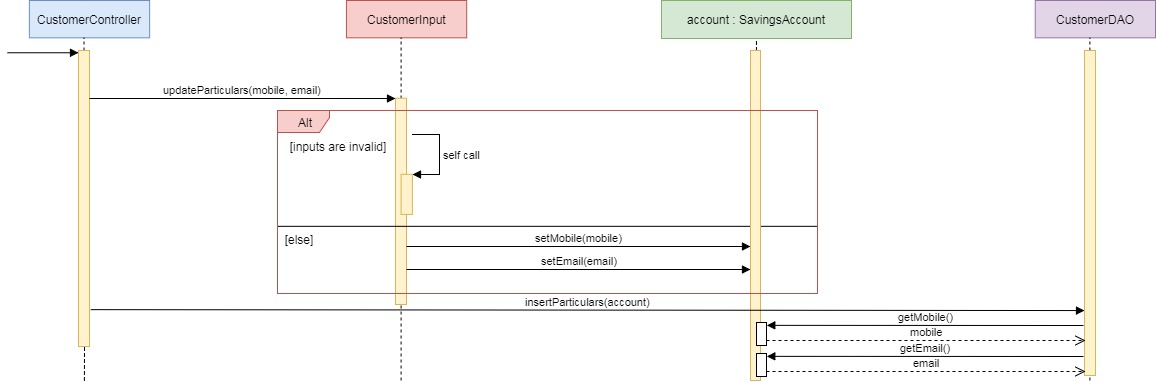 CustomerController
CustomerInput
account : SavingsAccount
CustomerDAO
updateParticulars(mobile, email)
Alt
[inputs are invalid]
self call
[else]
setMobile(mobile)
setEmail(email)
insertParticulars(account)
getMobile()
mobile
getEmail()
email